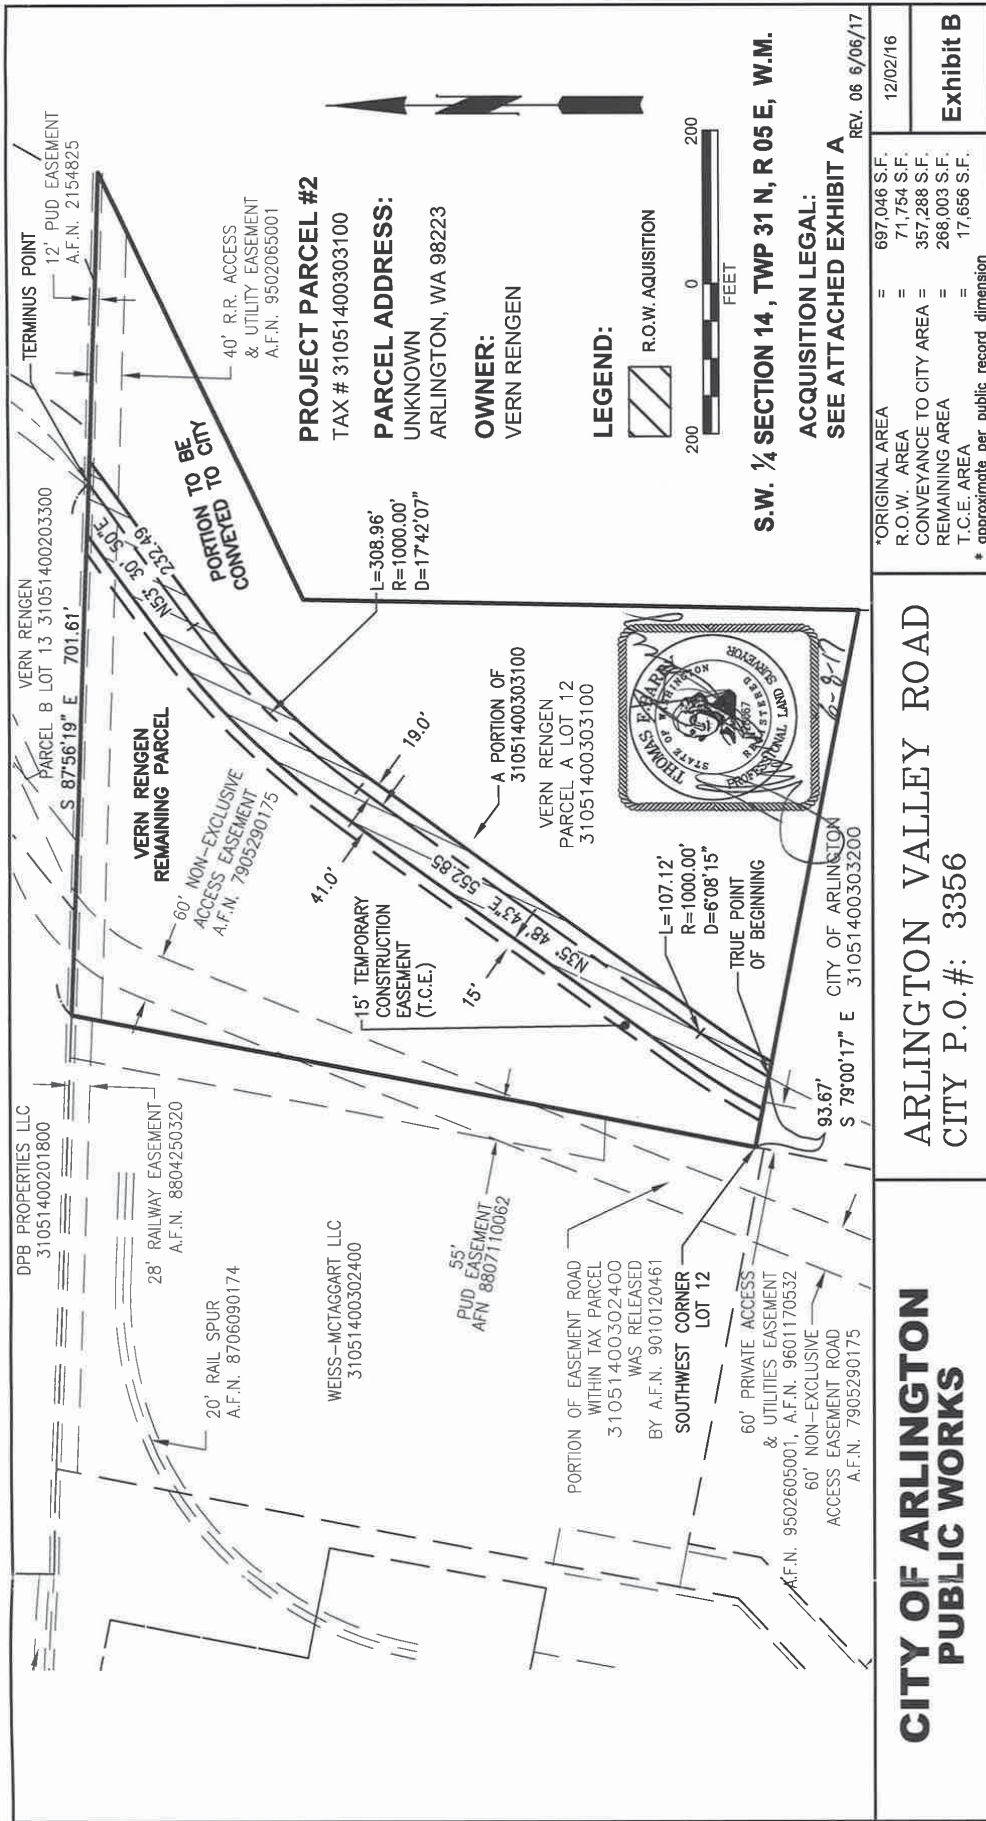 DPB PROPERTIES LLC
31051400201800
28' RAILWAY EASEMENT
A.F.N. 8804250320
20' RAIL SPUR
A.F.N. 8706090174
WEISS-MCTAGGART LLC
31051400302400
55'
PUD EASEMENT
AFN 8807110062
PORTION OF EASEMENT ROAD
WITHIN TAX PARCEL
31051400302400
WAS RELEASED
BY A.F.N. 9010120461
SOUTHWEST CORNER
LOT 12
60' PRIVATE ACCESS
& UTILITIES EASEMENT
A.F.N. 9502605001, A.F.N. 9601170532
60' NON-EXCLUSIVE
ACCESS EASEMENT ROAD
A.F.N. 7905290175
VERN RENGEN
PARCEL B LOT 13 31051400203300
S 87°56'19" E 701.61'
VERN RENGEN
REMAINING PARCEL
60' NON-EXCLUSIVE
ACCESS EASEMENT
A.F.N. 7905290175
15' TEMPORARY
CONSTRUCTION
EASEMENT
(T.C.E.)
15'
41.0'
19.0'
N53° 30' 50"E
232.49
N35° 48' 43"E 552.85
L=308.96'
R=1000.00'
D=17°42'07"
PORTION TO BE
CONVEYED TO CITY
A PORTION OF
31051400303100
VERN RENGEN
PARCEL A LOT 12
31051400303100
L=107.12'
R=1000.00'
D=6°08'15"
TRUE POINT
OF BEGINNING
93.67'
S 79°00'17" E
CITY OF ARLINGTON
31051400303200
TERMINUS POINT
12' PUD EASEMENT
A.F.N. 2154825
40' R.R. ACCESS
& UTILITY EASEMENT
A.F.N. 9502065001
PROJECT PARCEL #2
TAX # 31051400303100
PARCEL ADDRESS:
UNKNOWN
ARLINGTON, WA 98223
OWNER:
VERN RENGEN
LEGEND:
R.O.W. AQUISITION
200 0 200
FEET
S.W. ¼ SECTION 14 , TWP 31 N, R 05 E, W.M.
ACQUISITION LEGAL:
SEE ATTACHED EXHIBIT A
REV. 06 6/06/17
THOMAS E.
STATE OF WASHINGTON
REGISTERED
PROFESSIONAL LAND SURVEYOR
6-8-17
CITY OF ARLINGTON
PUBLIC WORKS
ARLINGTON VALLEY ROAD
CITY P.O.#: 3356
*ORIGINAL AREA = 697,046 S.F.
R.O.W. AREA = 71,754 S.F.
CONVEYANCE TO CITY AREA = 357,288 S.F.
REMAINING AREA = 268,003 S.F.
T.C.E. AREA = 17,656 S.F.
* approximate per public record dimension
12/02/16
Exhibit B